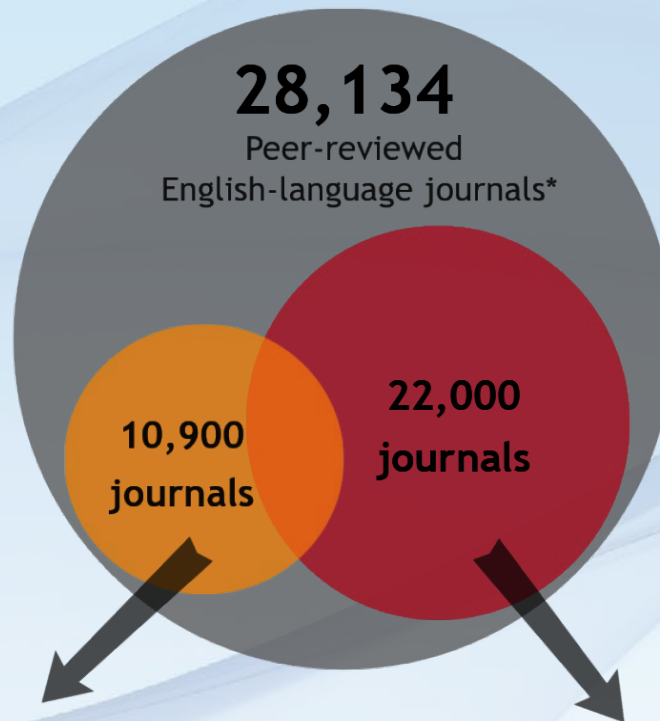 28,134
Peer-reviewed
English-language journals*
10,900
journals
22,000
journals